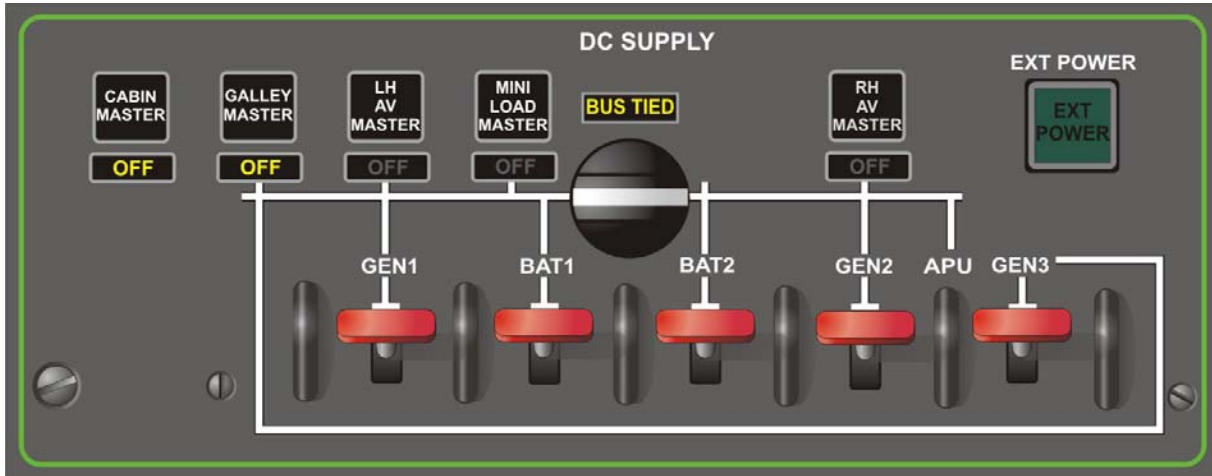 DC SUPPLY
EXT POWER
CABIN
MASTER
GALLEY
MASTER
LH
AV
MASTER
MINI
LOAD
MASTER
BUS TIED
RH
AV
MASTER
EXT
POWER
OFF
OFF
OFF
OFF
OFF
GEN1
BAT1
BAT2
GEN2
APU
GEN3